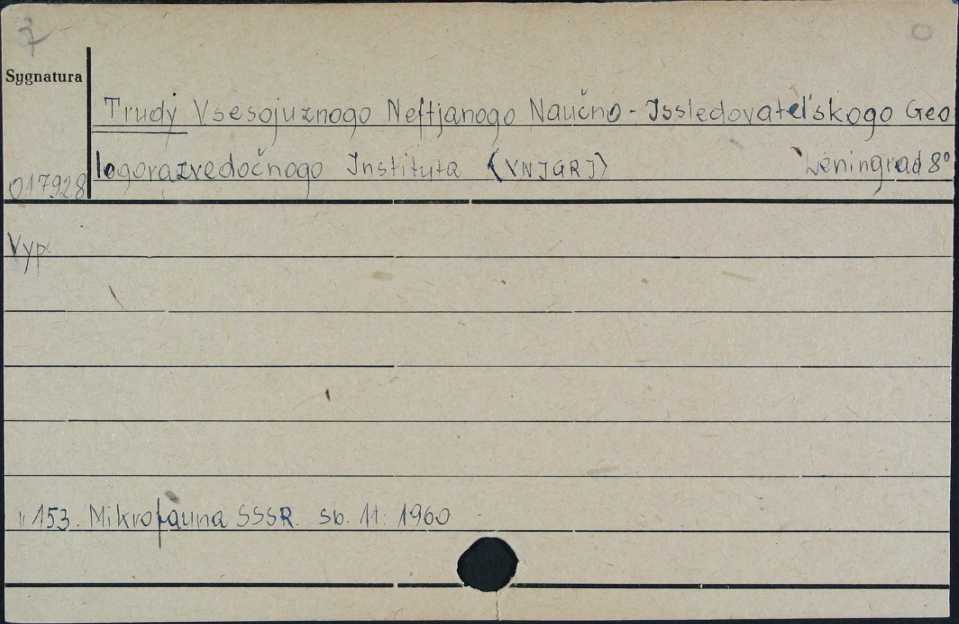 Sygnatura
Trudy Vsesojuznogo Neftjanogo Naučno-Issledovatel'skogo Geo
logorazvedočnogo Instituta (VNJGRJ) Leningrad 8°
017928
Vyp.
" 153. Mikrofauna SSSR. sb. 11. 1960